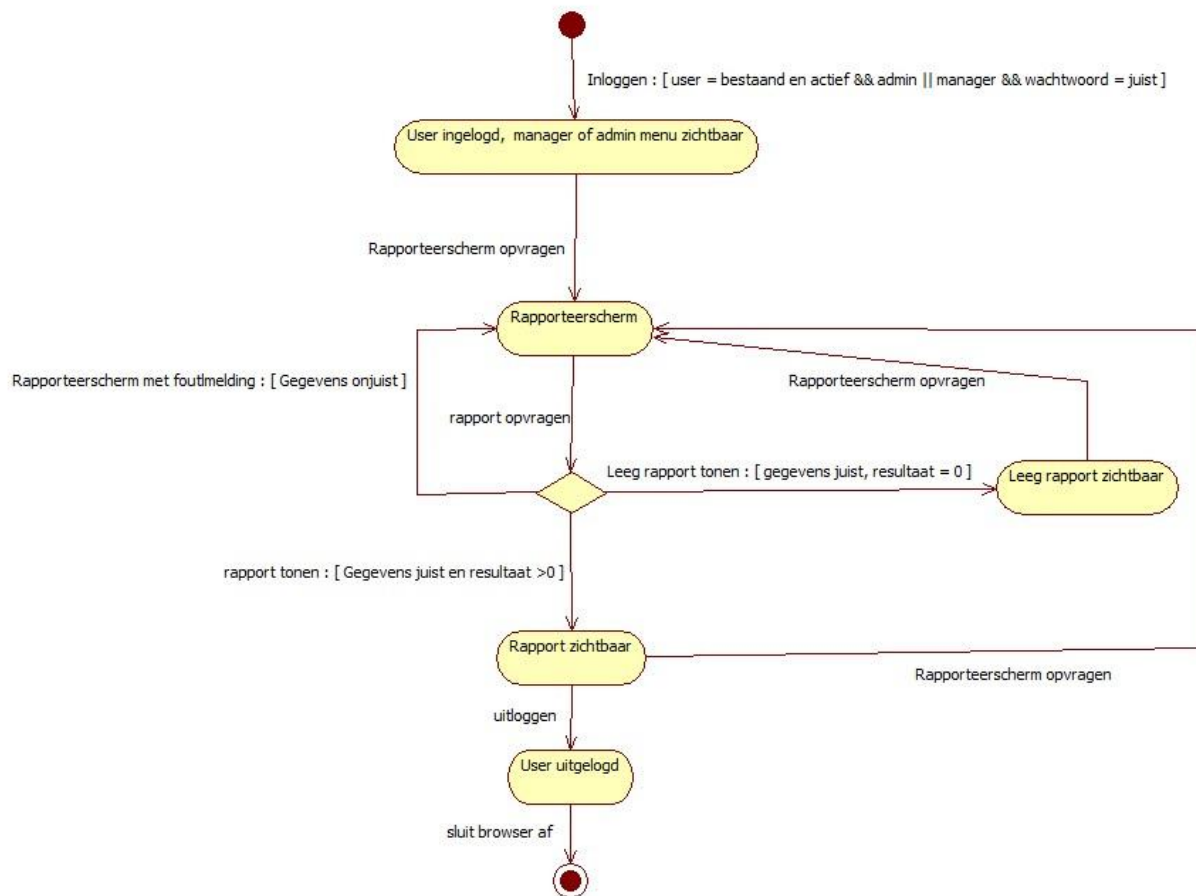 Inloggen : [ user = bestaand en actief && admin || manager && wachtwoord = juist ]
User ingelogd, manager of admin menu zichtbaar
Rapporteerscherm opvragen
Rapporteerscherm
Rapporteerscherm met foutlmelding : [ Gegevens onjuist ]
Rapporteerscherm opvragen
rapport opvragen
Leeg rapport tonen : [ gegevens juist, resultaat = 0 ]
Leeg rapport zichtbaar
rapport tonen : [ Gegevens juist en resultaat >0 ]
Rapport zichtbaar
Rapporteerscherm opvragen
uitloggen
User uitgelogd
sluit browser af